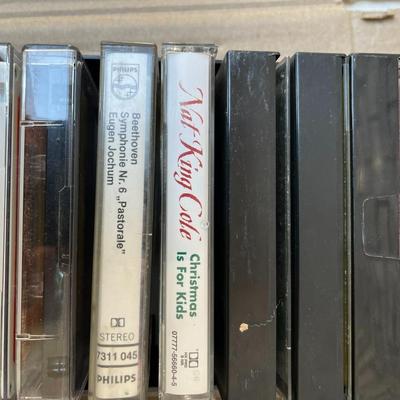 PHILIPS
Beethoven
Symphonie Nr. 6 „Pastorale"
Eugen Jochum
STEREO
7311 045
PHILIPS
Nat King Cole
Christmas
Is For Kids
07777-56660-4-5